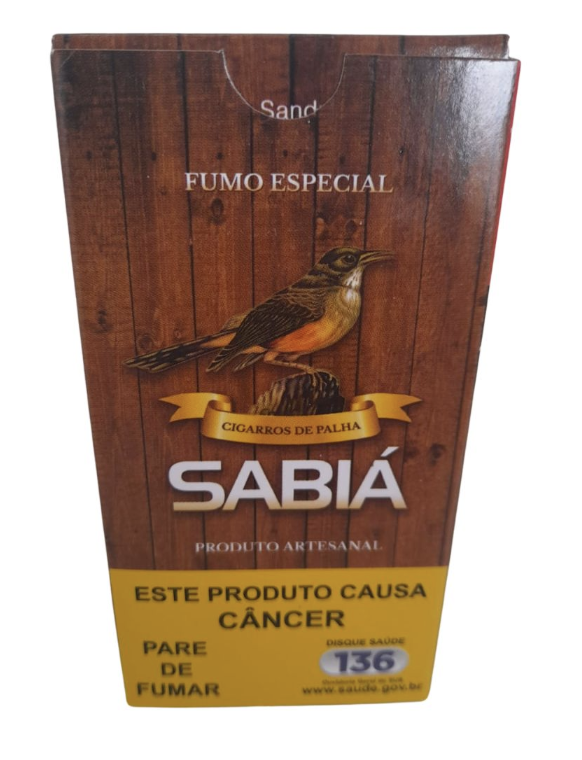 Sand
FUMO ESPECIAL
CIGARROS DE PALHA
SABIÁ
PRODUTO ARTESANAL
ESTE PRODUTO CAUSA
CÂNCER
PARE
DE
FUMAR
DISQUE SAÚDE
136
www.saude.gov.br